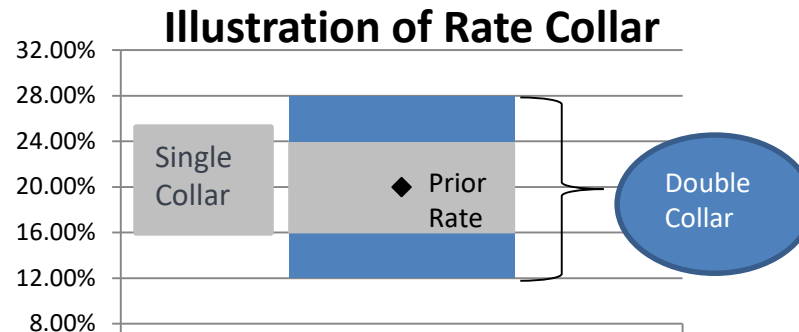 Illustration of Rate Collar
32.00%
28.00%
24.00%
20.00%
16.00%
12.00%
8.00%
Single
Collar
Prior
Rate
Double
Collar